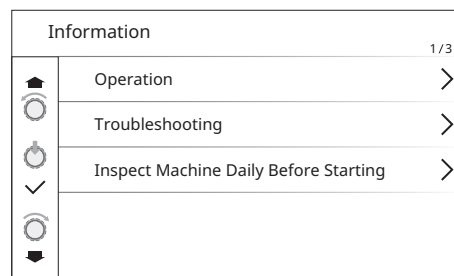 Information
1/3
Operation
Troubleshooting
Inspect Machine Daily Before Starting